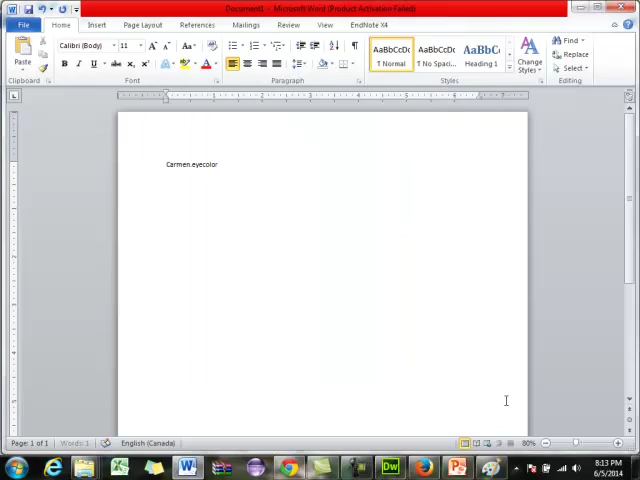 Document1 - Microsoft Word (Product Activation Failed)
File Home Insert Page Layout References Mailings Review View EndNote X4
Paste
Calibri (Body) 11
AaBbCcDc AaBbCcDc AaBbC
¶ Normal ¶ No Spaci... Heading 1
Change Styles
Find
Replace
Select
Clipboard Font Paragraph Styles Editing
Carmen.eyecolor
Page: 1 of 1 Words: 1 English (Canada) 80%
8:13 PM
6/5/2014